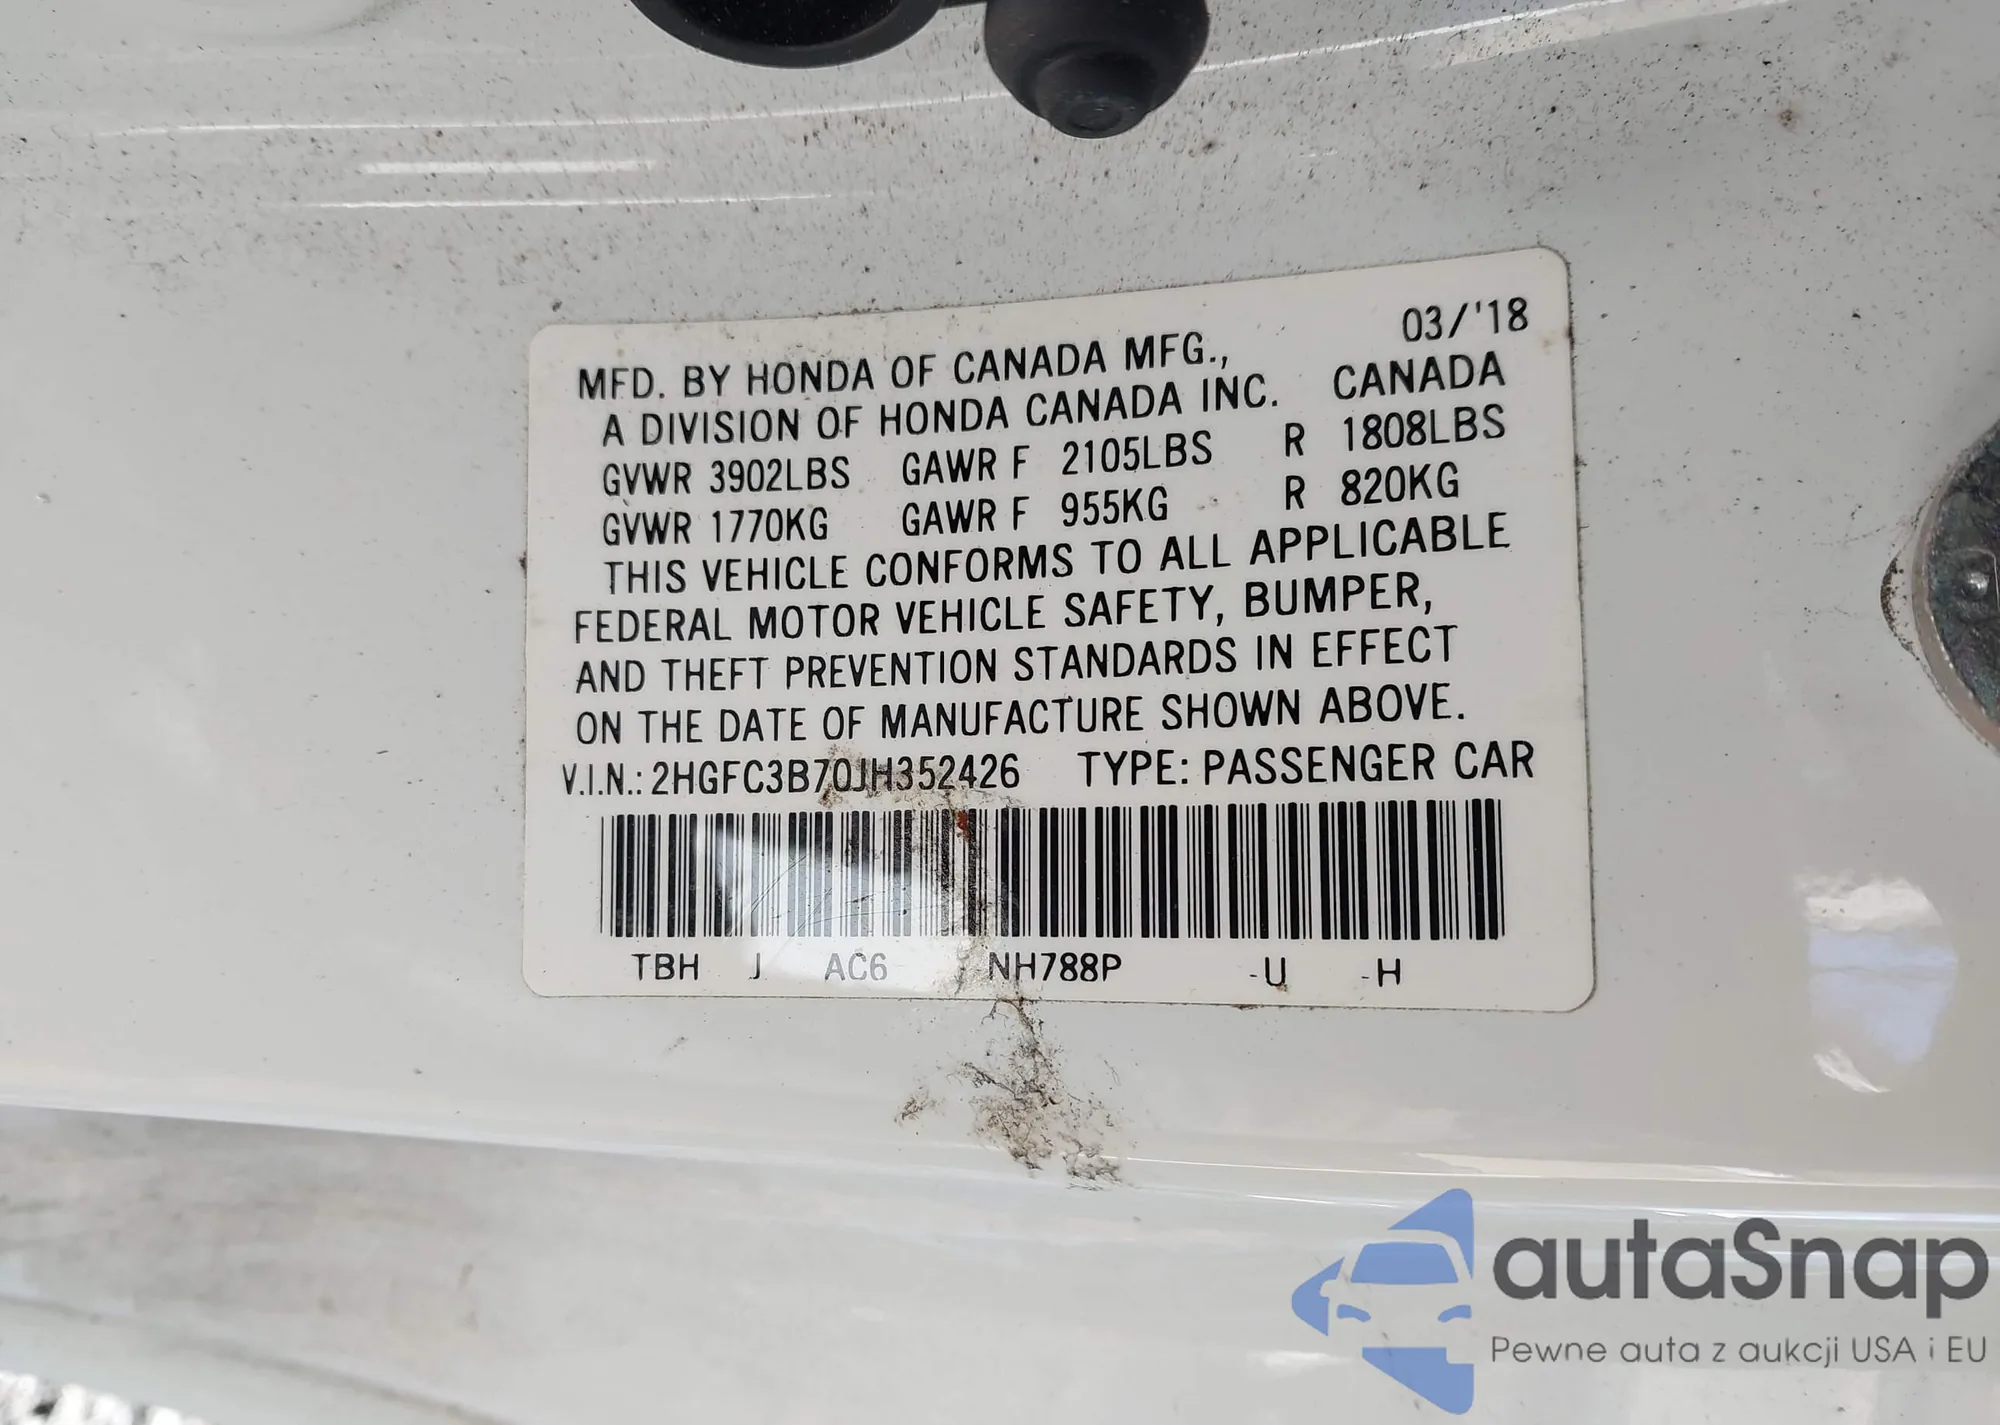 03/'18
MFD. BY HONDA OF CANADA MFG.,
A DIVISION OF HONDA CANADA INC. CANADA
GVWR 3902LBS GAWR F 2105LBS R 1808LBS
GVWR 1770KG GAWR F 955KG R 820KG
THIS VEHICLE CONFORMS TO ALL APPLICABLE
FEDERAL MOTOR VEHICLE SAFETY, BUMPER,
AND THEFT PREVENTION STANDARDS IN EFFECT
ON THE DATE OF MANUFACTURE SHOWN ABOVE.
V.I.N.: 2HGFC3B70JH352426 TYPE: PASSENGER CAR
TBH J AC6 NH788P -U -H
autaSnap
Pewne auta z aukcji USA i EU